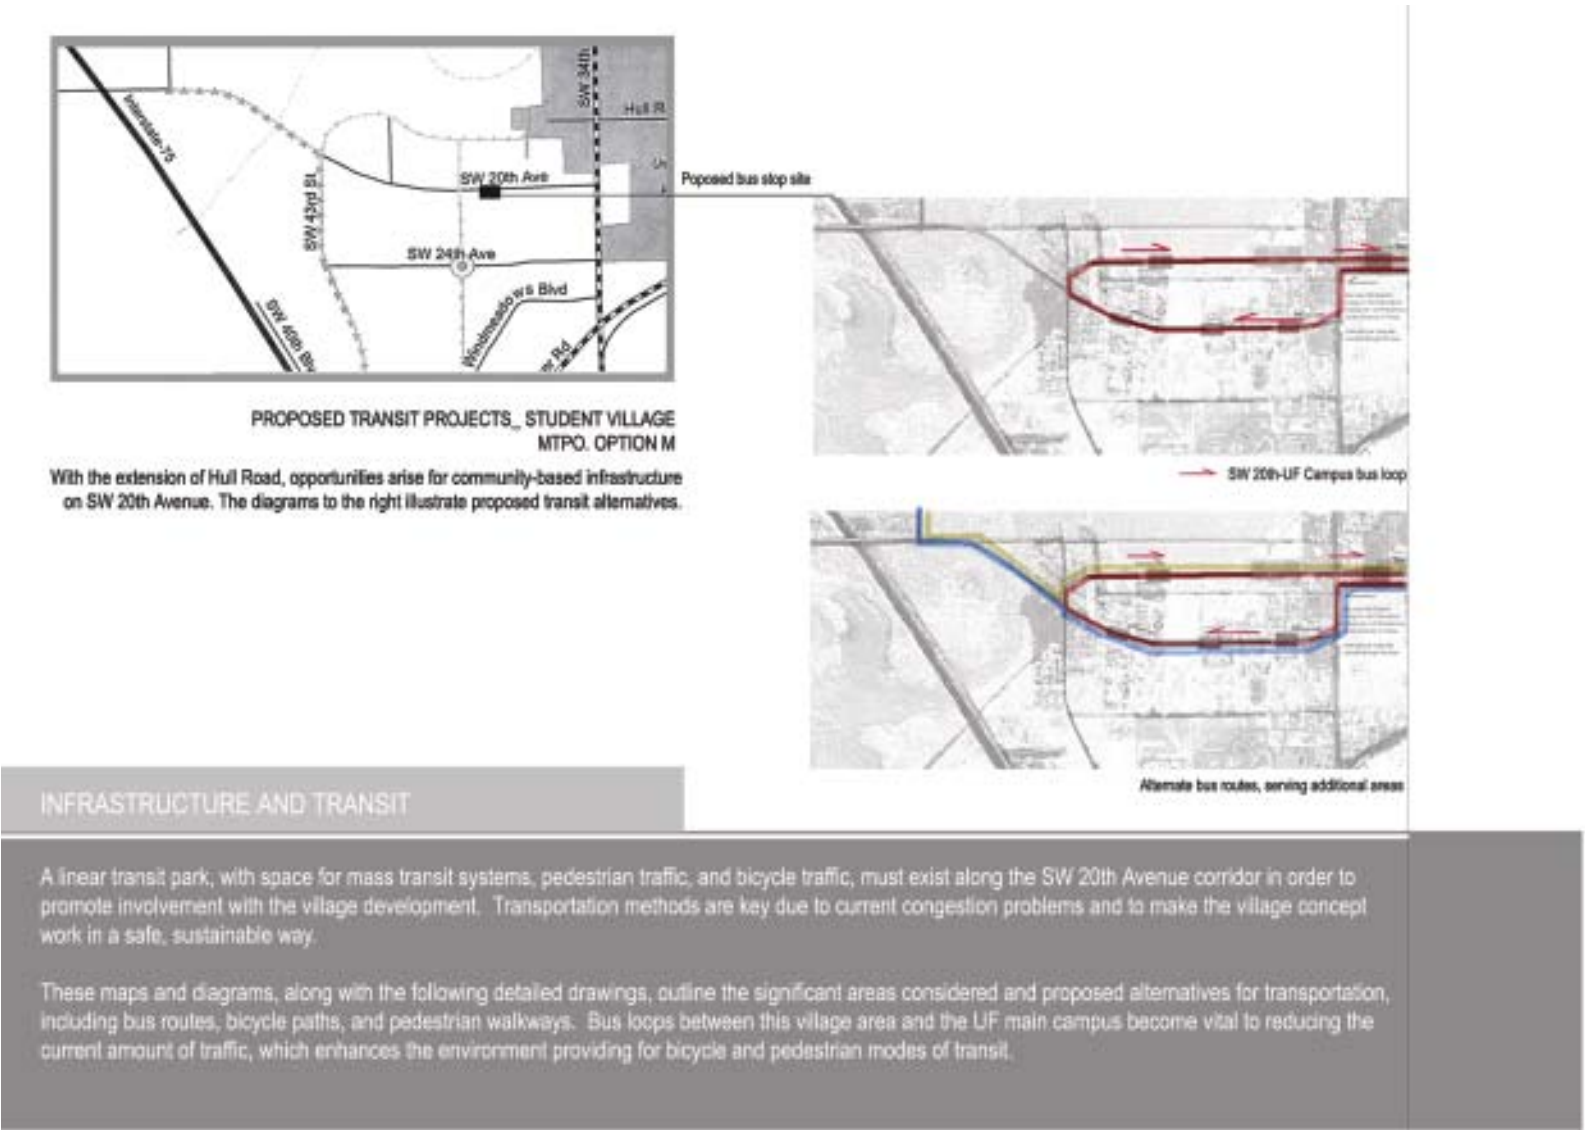 Interstate-75
SW 34th
Hull R
SW 20th Ave
SW 43rd St.
SW 24th Ave
Windmeadows Blvd
SW 40th Blv
er Rd
Poposed bus stop site
PROPOSED TRANSIT PROJECTS_ STUDENT VILLAGE
MTPO. OPTION M
With the extension of Hull Road, opportunities arise for community-based infrastructure
on SW 20th Avenue. The diagrams to the right illustrate proposed transit alternatives.
SW 20th-UF Campus bus loop
Alternate bus routes, serving additional areas
INFRASTRUCTURE AND TRANSIT
A linear transit park, with space for mass transit systems, pedestrian traffic, and bicycle traffic, must exist along the SW 20th Avenue corridor in order to
promote involvement with the village development. Transportation methods are key due to current congestion problems and to make the village concept
work in a safe, sustainable way.
These maps and diagrams, along with the following detailed drawings, outline the significant areas considered and proposed alternatives for transportation,
including bus routes, bicycle paths, and pedestrian walkways. Bus loops between this village area and the UF main campus become vital to reducing the
current amount of traffic, which enhances the environment providing for bicycle and pedestrian modes of transit.